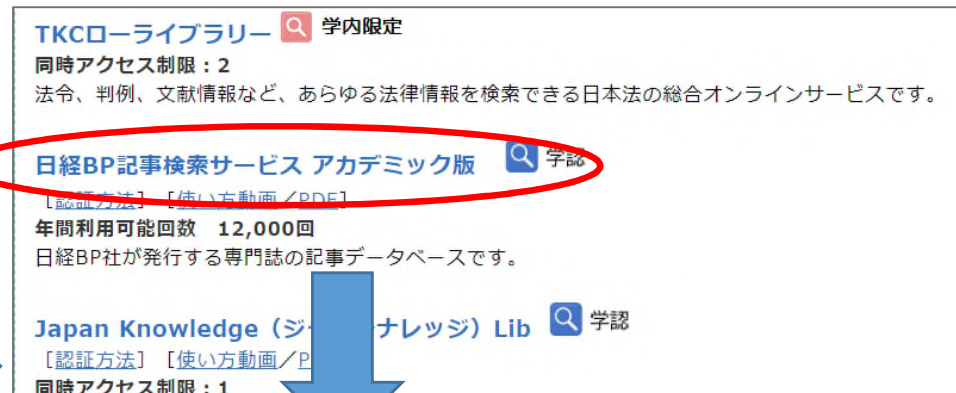 TKCローライブラリー 学内限定
同時アクセス制限：2
法令、判例、文献情報など、あらゆる法律情報を検索できる日本法の総合オンラインサービスです。
日経BP記事検索サービス アカデミック版 学認
［認証方法］［使い方動画／PDF］
年間利用可能回数　12,000回
日経BP社が発行する専門誌の記事データベースです。
Japan Knowledge（ジ ナレッジ）Lib 学認
［認証方法］［使い方動画／P
同時アクセス制限：1